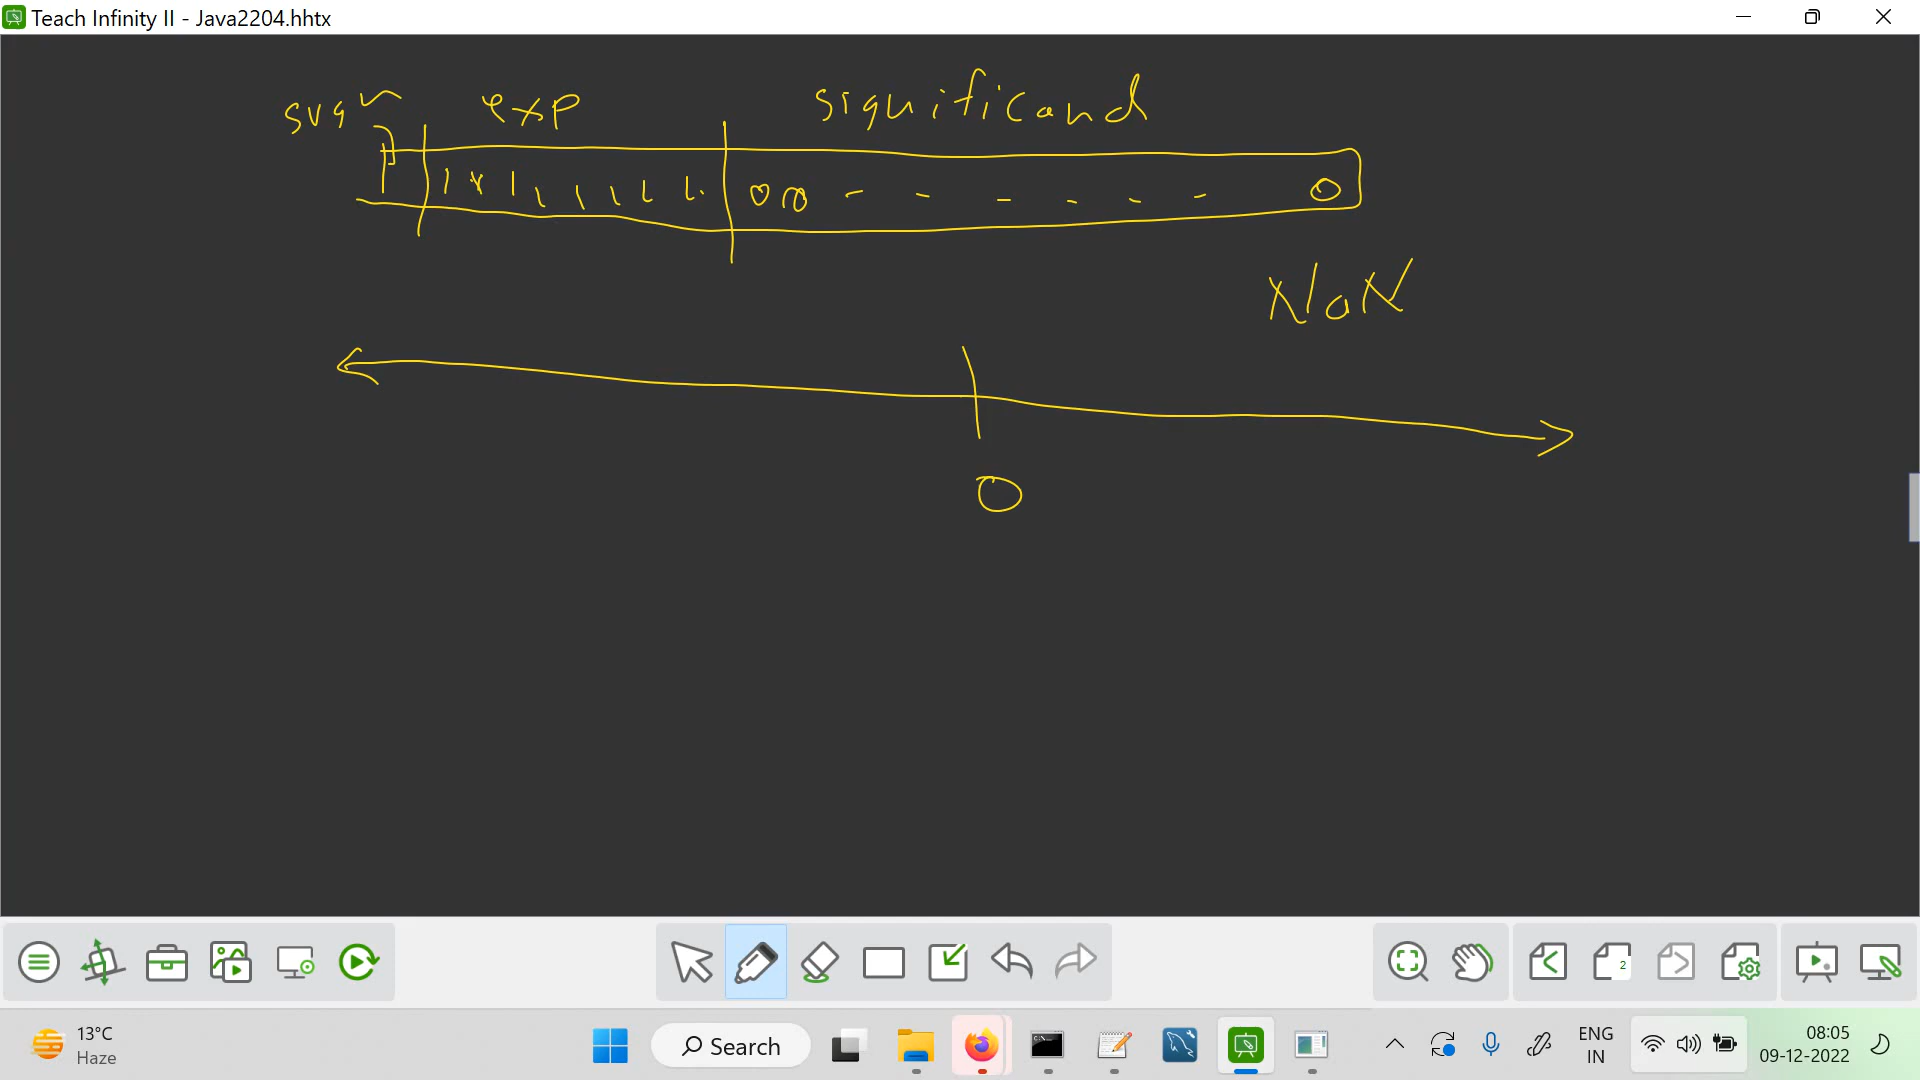 Teach Infinity II - Java2204.hhtx
exp significand
1 1 1 1 1 1 1 1 0 0 - - - - - - 0
NaN
0
2
13°C
Haze
Search
ENG
IN
08:05
09-12-2022